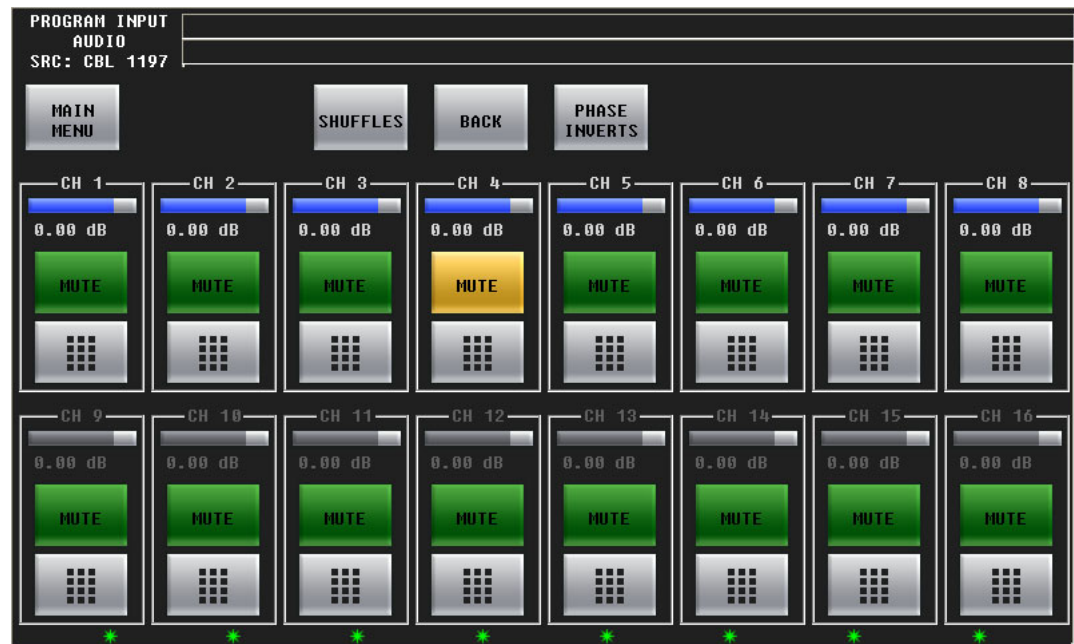 PROGRAM INPUT
AUDIO
SRC: CBL 1197
MAIN
MENU
SHUFFLES
BACK
PHASE
INVERTS
CH 1 CH 2 CH 3 CH 4 CH 5 CH 6 CH 7 CH 8
0.00 dB 0.00 dB 0.00 dB 0.00 dB 0.00 dB 0.00 dB 0.00 dB 0.00 dB
MUTE MUTE MUTE MUTE MUTE MUTE MUTE MUTE
CH 9 CH 10 CH 11 CH 12 CH 13 CH 14 CH 15 CH 16
0.00 dB 0.00 dB 0.00 dB 0.00 dB 0.00 dB 0.00 dB 0.00 dB 0.00 dB
MUTE MUTE MUTE MUTE MUTE MUTE MUTE MUTE